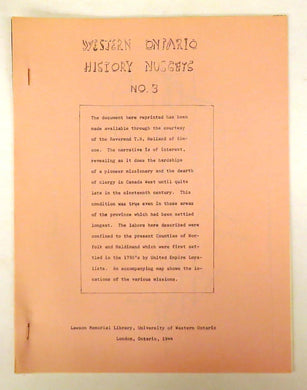 WESTERN ONTARIO
HISTORY NUGGETS
NO. 3
The document here reprinted has been
made available through the courtesy
of the Reverend T.H. Holland of Sim-
coe. The narrative is of interest,
revealing as it does the hardships
of a pioneer missionary and the dearth
of clergy in Canada West until quite
late in the nineteenth century. This
condition was true even in those areas
of the province which had been settled
longest. The labors here described were
confined to the present Counties of Nor-
folk and Haldimand which were first set-
tled in the 1780's by United Empire Loya-
lists. An accompanying map shows the lo-
cations of the various missions.
Lawson Memorial Library, University of Western Ontario
London, Ontario, 1944